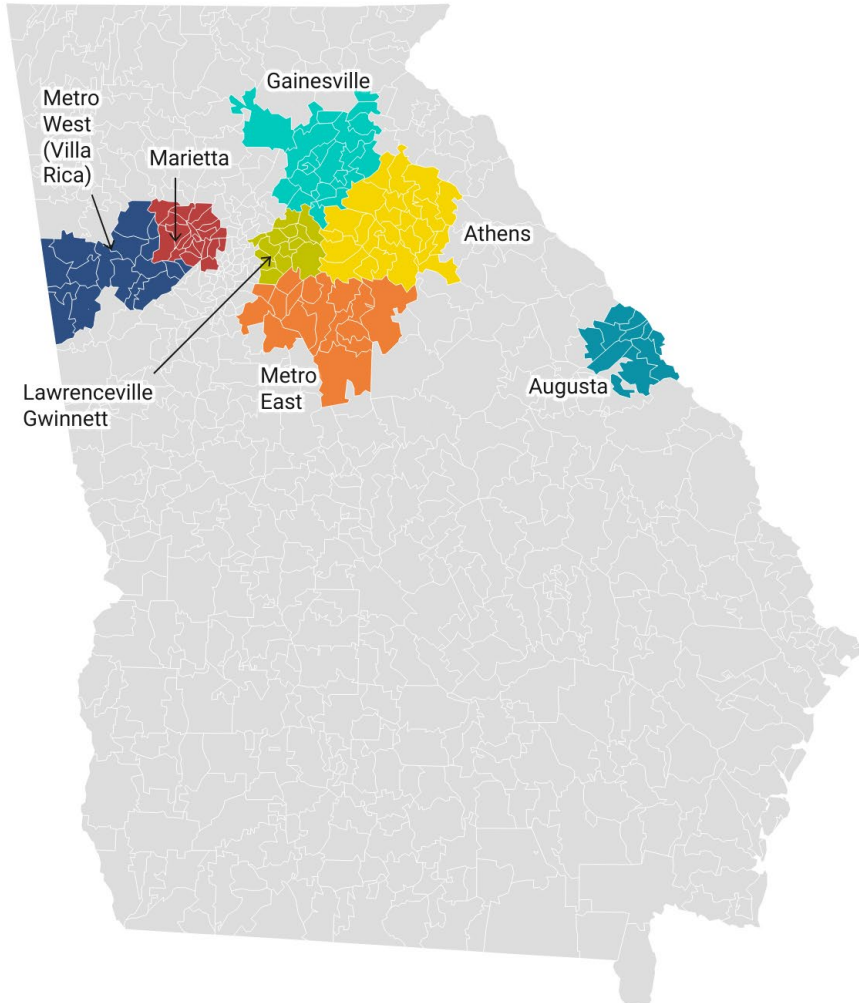 Gainesville
Metro
West
(Villa
Rica)
Marietta
Athens
Lawrenceville
Gwinnett
Metro
East
Augusta